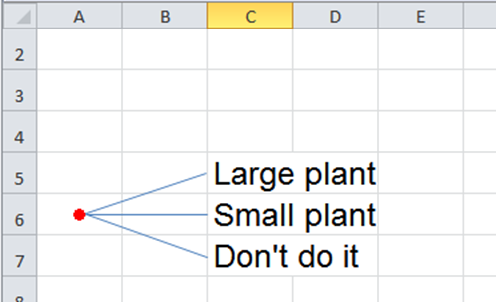 A B C D E
2
3
4
5 Large plant
6 Small plant
7 Don't do it
8